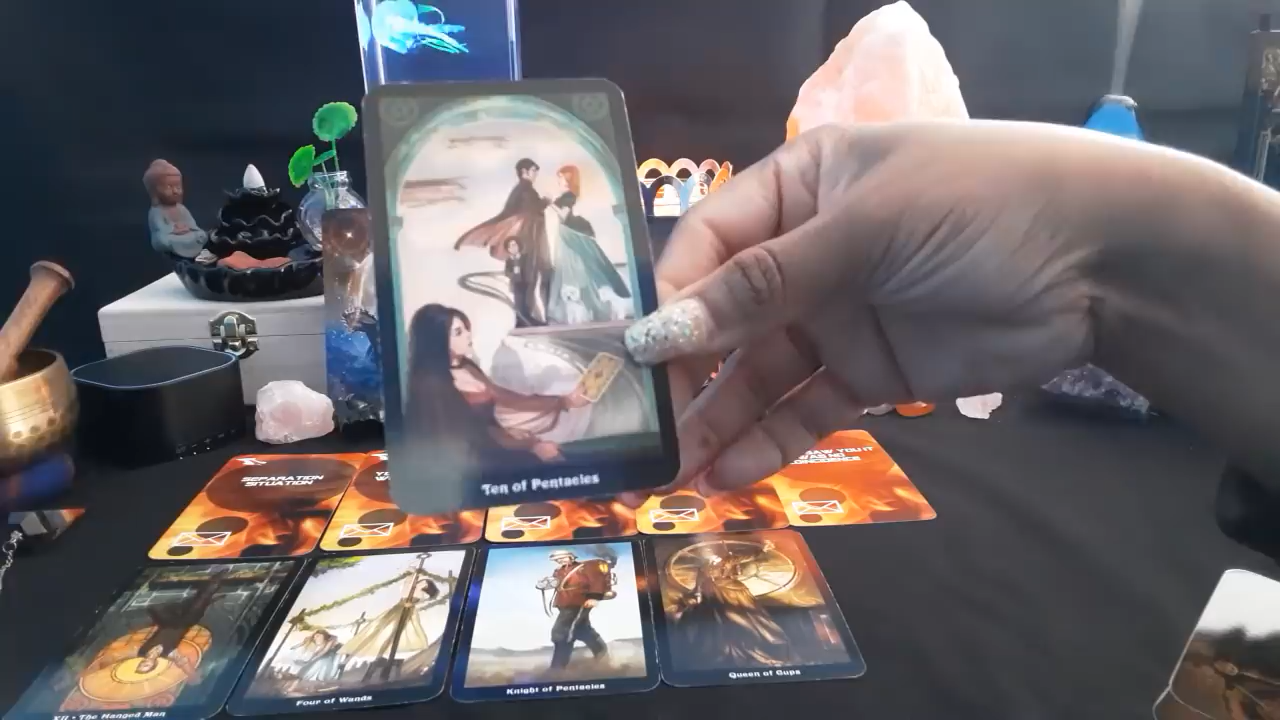 Ten of Pentacles
SEPARATION
SITUATION
XII • The Hanged Man
Four of Wands
Knight of Pentacles
Queen of Cups